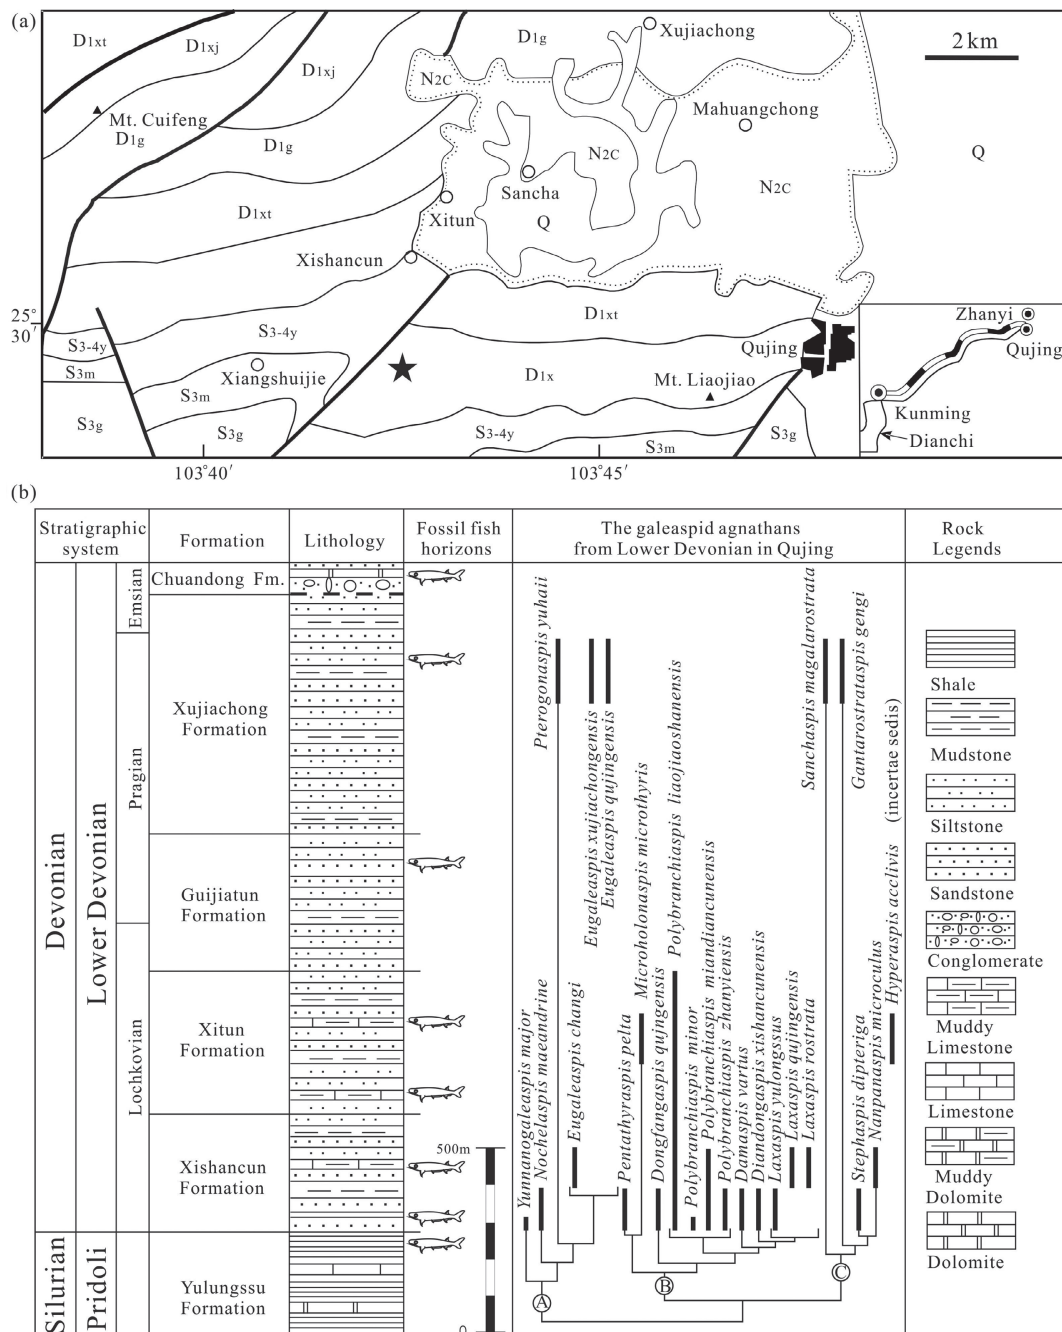 (a)
D1xt
D1xj
D1xj
D1g
Xujiachong
2 km
N2C
Mt. Cuifeng
D1g
Mahuangchong
D1g
N2C
Q
Sancha
N2C
D1xt
Xitun
Q
Xishancun
25°
30′
D1xt
Zhanyi
S3-4y
S3-4y
Qujing
Qujing
S3m
Xiangshuijie
D1x
Mt. Liaojiao
S3m
Kunming
S3g
S3g
S3-4y
S3g
Dianchi
S3m
103°40′
103°45′
(b)
Stratigraphic
system
Formation
Lithology
Fossil fish
horizons
The galeaspid agnathans
from Lower Devonian in Qujing
Rock
Legends
Devonian
Silurian
Lower Devonian
Pridoli
Emsian
Pragian
Lochkovian
Chuandong Fm.
Xujiachong
Formation
Guijiatun
Formation
Xitun
Formation
Xishancun
Formation
Yulungssu
Formation
500m
0
Yunnanogaleaspis major
Nochelaspis maeandrine
Pterogonaspis yuhaii
Eugaleaspis changi
Eugaleaspis xujiachongensis
Eugaleaspis qujingensis
Pentathyraspis pelta
Microholonaspis microthyris
Dongfangaspis qujingensis
Polybranchiaspis liaojiaoshanensis
Polybranchiaspis minor
Polybranchiaspis miandiancunensis
Polybranchiaspis zhanyiensis
Damaspis vartus
Diandongaspis xishancunensis
Laxaspis yulongssus
Laxaspis qujingensis
Laxaspis rostrata
Sanchaspis magalarostrata
Gantarostrataspis gengi
Stephaspis dipteriga
Nanpanaspis microculus
Hyperaspis acclivis
(incertae sedis)
A
B
C
Shale
Mudstone
Siltstone
Sandstone
Conglomerate
Muddy
Limestone
Limestone
Muddy
Dolomite
Dolomite